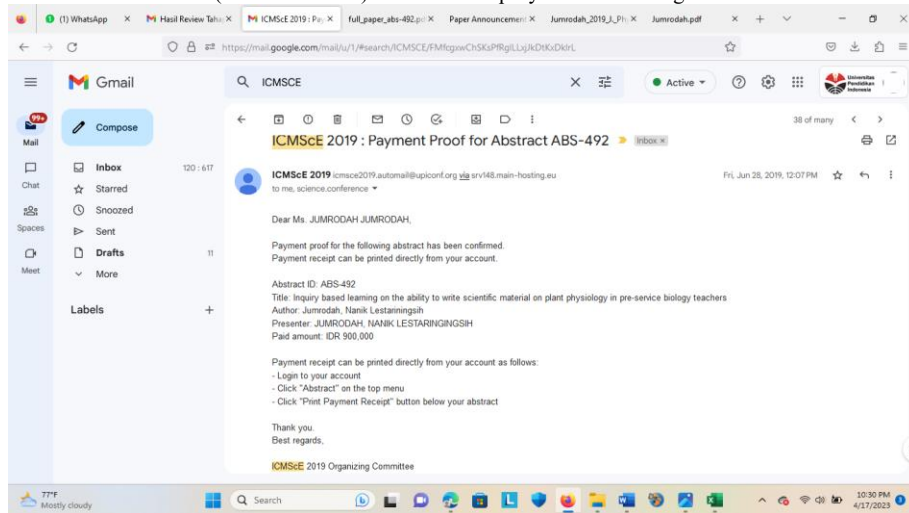 (1) WhatsApp
Hasil Review Tahap
ICMSCE 2019 : Pay
full_paper_abs-492.pd
Paper Announcement
Jumrodah_2019_J._Phy
Jumrodah.pdf
https://mail.google.com/mail/u/1/#search/ICMSCE/FMfcgxwChSKsPfRglLLxjJkDtKxDklrL
Gmail
ICMSCE
Active
Universitas Pendidikan Indonesia
99+
Mail
Chat
Spaces
Meet
Compose
Inbox 120 : 617
Starred
Snoozed
Sent
Drafts 11
More
Labels
38 of many
ICMScE 2019 : Payment Proof for Abstract ABS-492
Inbox x
ICMScE 2019 icmsce2019.automail@upiconf.org via srv148.main-hosting.eu
Fri, Jun 28, 2019, 12:07 PM
to me, science.conference
Dear Ms. JUMRODAH JUMRODAH,
Payment proof for the following abstract has been confirmed.
Payment receipt can be printed directly from your account.
Abstract ID: ABS-492
Title: Inquiry based learning on the ability to write scientific material on plant physiology in pre-service biology teachers
Author: Jumrodah, Nanik Lestariningsih
Presenter: JUMRODAH, NANIK LESTARINGINGSIH
Paid amount: IDR 900,000
Payment receipt can be printed directly from your account as follows:
- Login to your account
- Click "Abstract" on the top menu
- Click "Print Payment Receipt" button below your abstract
Thank you.
Best regards,
ICMScE 2019 Organizing Committee
77°F
Mostly cloudy
Search
10:30 PM
4/17/2023